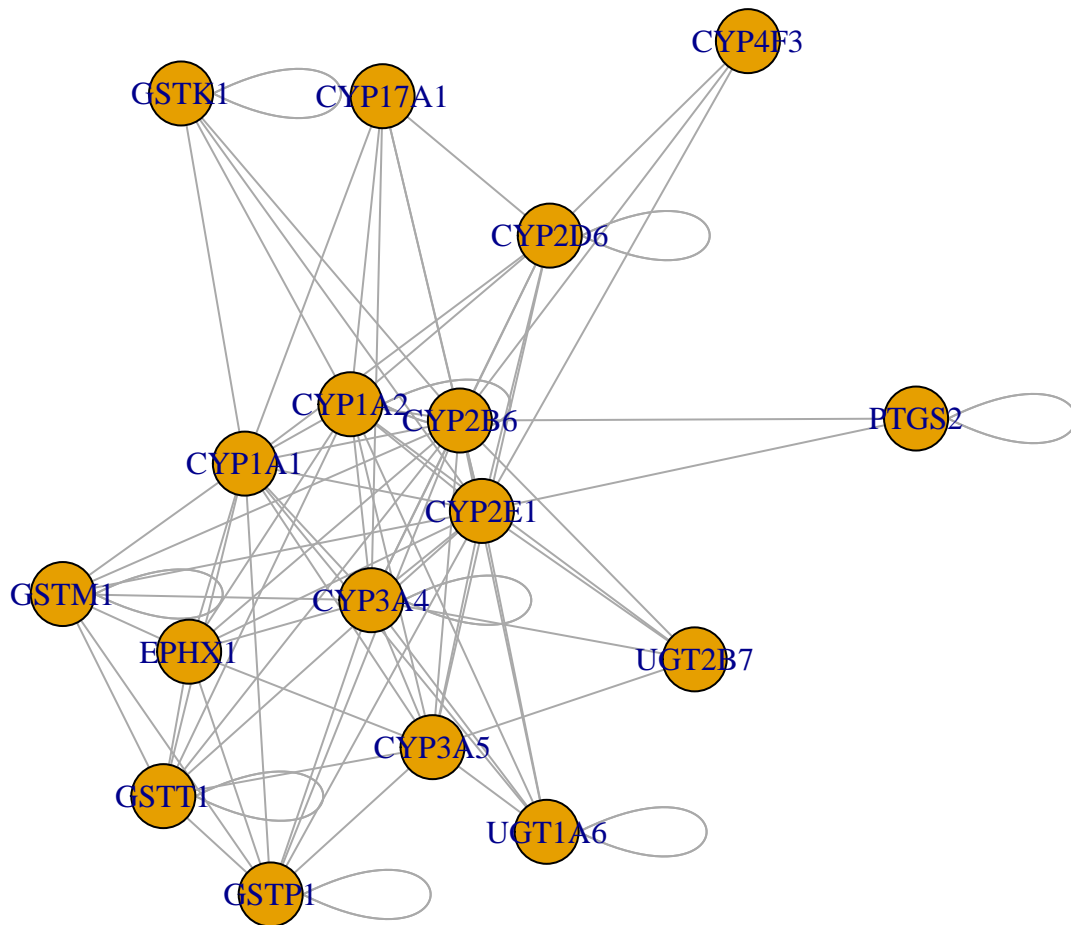 CYP4F3
GSTK1
CYP17A1
CYP2D6
CYP1A2
CYP2B6
PTGS2
CYP1A1
CYP2E1
GSTM1
CYP3A4
EPHX1
UGT2B7
CYP3A5
GSTT1
UGT1A6
GSTP1